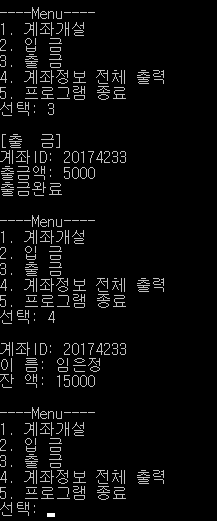 ----Menu----
1. 계좌개설
2. 입 금
3. 출 금
4. 계좌정보 전체 출력
5. 프로그램 종료
선택: 3
[출  금]
계좌ID: 20174233
출금액: 5000
출금완료
----Menu----
1. 계좌개설
2. 입 금
3. 출 금
4. 계좌정보 전체 출력
5. 프로그램 종료
선택: 4
계좌ID: 20174233
이 름: 임은정
잔 액: 15000
----Menu----
1. 계좌개설
2. 입 금
3. 출 금
4. 계좌정보 전체 출력
5. 프로그램 종료
선택: